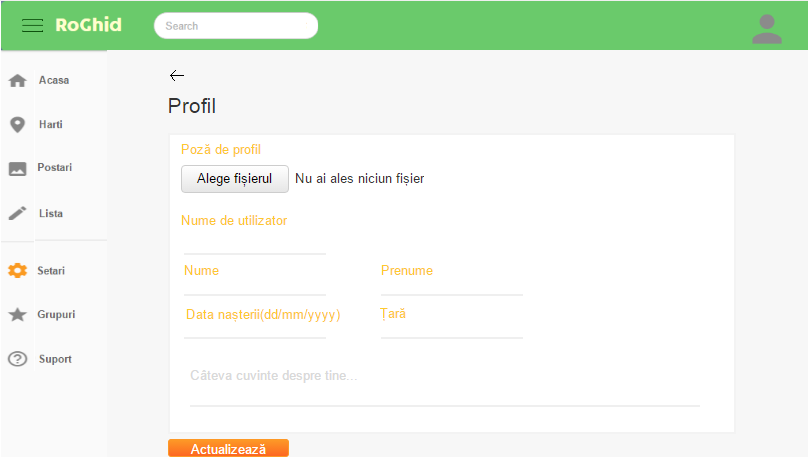 RoGhid
Search
Acasa
Harti
Postari
Lista
Setari
Grupuri
Suport
Profil
Poză de profil
Alege fișierul Nu ai ales niciun fișier
Nume de utilizator
Nume Prenume
Data nașterii(dd/mm/yyyy) Țară
Câteva cuvinte despre tine...
Actualizează